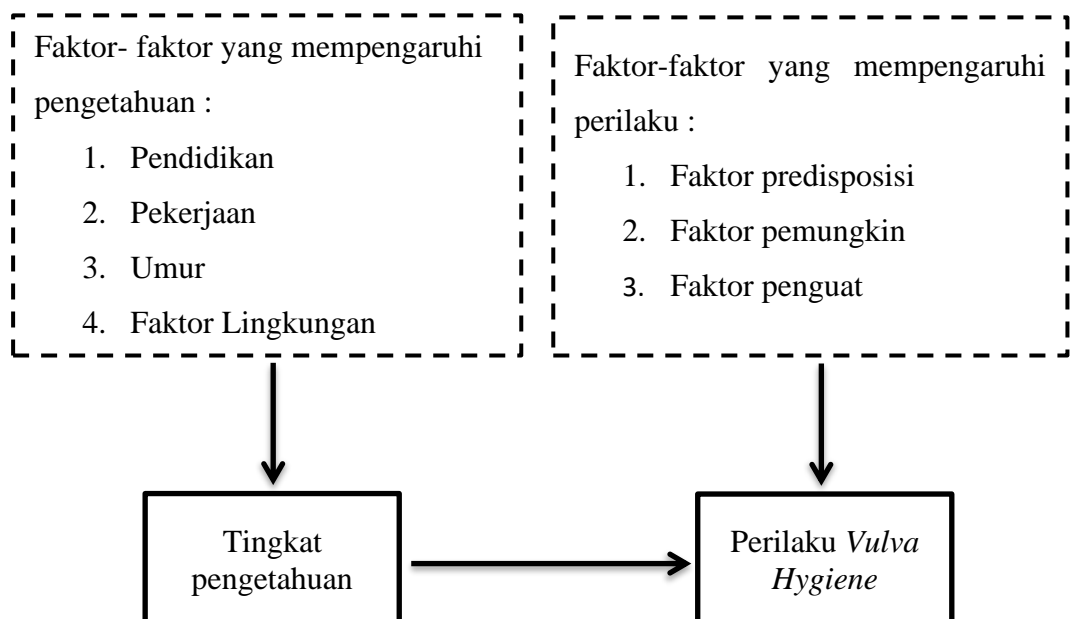 Faktor- faktor yang mempengaruhi
pengetahuan :
1. Pendidikan
2. Pekerjaan
3. Umur
4. Faktor Lingkungan
Faktor-faktor yang mempengaruhi
perilaku :
1. Faktor predisposisi
2. Faktor pemungkin
3. Faktor penguat
Tingkat
pengetahuan
Perilaku Vulva
Hygiene